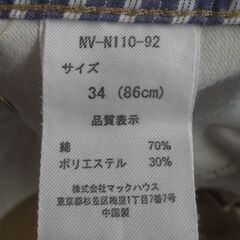 NV-N110-92
サイズ
34 (86cm)
品質表示
綿 70%
ポリエステル 30%
株式会社マックハウス
東京都杉並区梅里1丁目7番7号
中国製